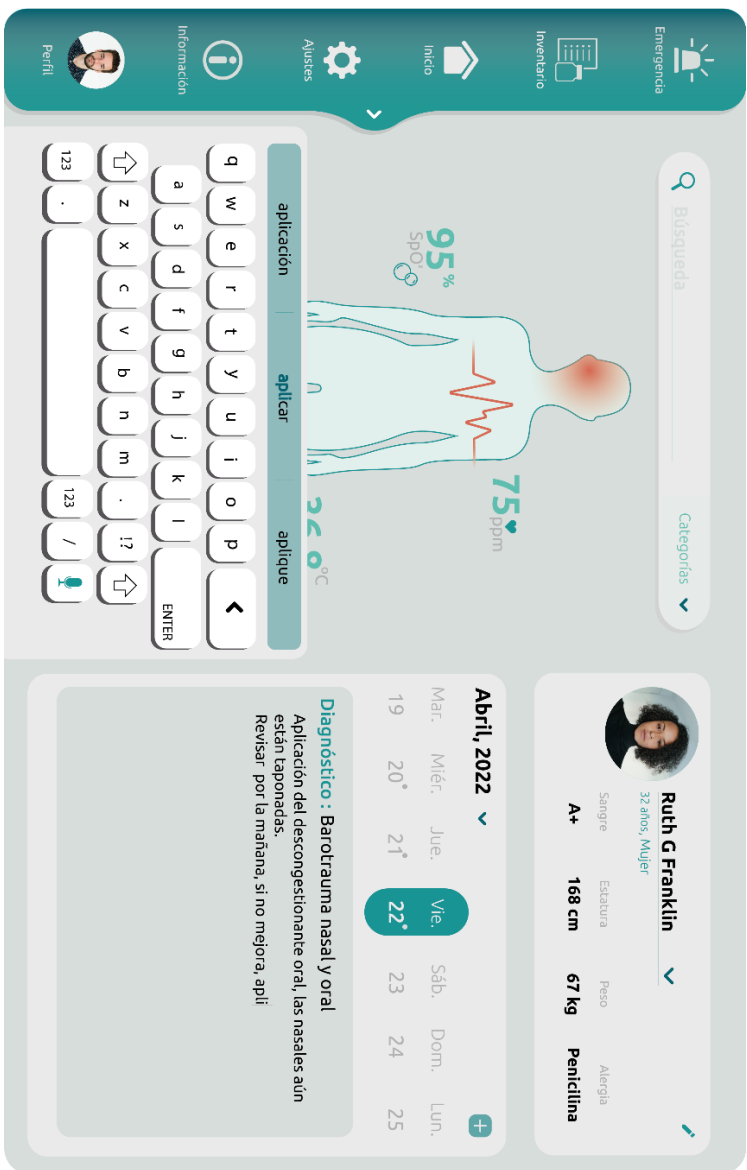 Emergencia
Inventario
Inicio
Ajustes
Información
Perfil
Búsqueda
Categorías
95 %
SpO²
75
ppm
°C
aplicación
aplicar
aplique
q w e r t y u i o p
a s d f g h j k l ENTER
z x c v b n m . !?
123 . 123 /
Ruth G Franklin
32 años, Mujer
Sangre Estatura Peso Alergia
A+ 168 cm 67 kg Penicilina
Abril, 2022
Mar. Miér. Jue. Vie. Sáb. Dom. Lun.
19 20 21 22 23 24 25
Diagnóstico : Barotrauma nasal y oral
Aplicación del descongestionante oral, las nasales aún
están taponadas.
Revisar por la mañana, si no mejora, apli